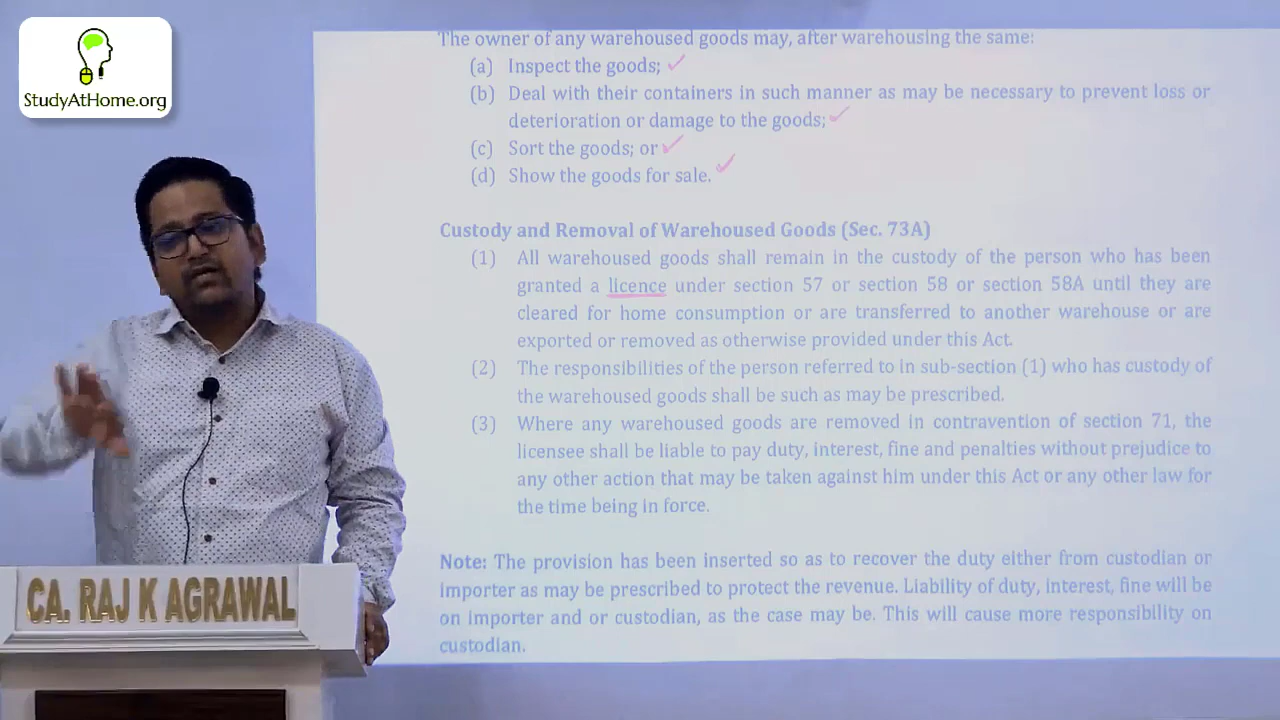 StudyAtHome.org
The owner of any warehoused goods may, after warehousing the same:
(a) Inspect the goods;
(b) Deal with their containers in such manner as may be necessary to prevent loss or
deterioration or damage to the goods;
(c) Sort the goods; or
(d) Show the goods for sale.
Custody and Removal of Warehoused Goods (Sec. 73A)
(1) All warehoused goods shall remain in the custody of the person who has been
granted a licence under section 57 or section 58 or section 58A until they are
cleared for home consumption or are transferred to another warehouse or are
exported or removed as otherwise provided under this Act.
(2) The responsibilities of the person referred to in sub-section (1) who has custody of
the warehoused goods shall be such as may be prescribed.
(3) Where any warehoused goods are removed in contravention of section 71, the
licensee shall be liable to pay duty, interest, fine and penalties without prejudice to
any other action that may be taken against him under this Act or any other law for
the time being in force.
Note: The provision has been inserted so as to recover the duty either from custodian or
importer as may be prescribed to protect the revenue. Liability of duty, interest, fine will be
on importer and or custodian, as the case may be. This will cause more responsibility on
custodian.
CA. RAJ K AGRAWAL